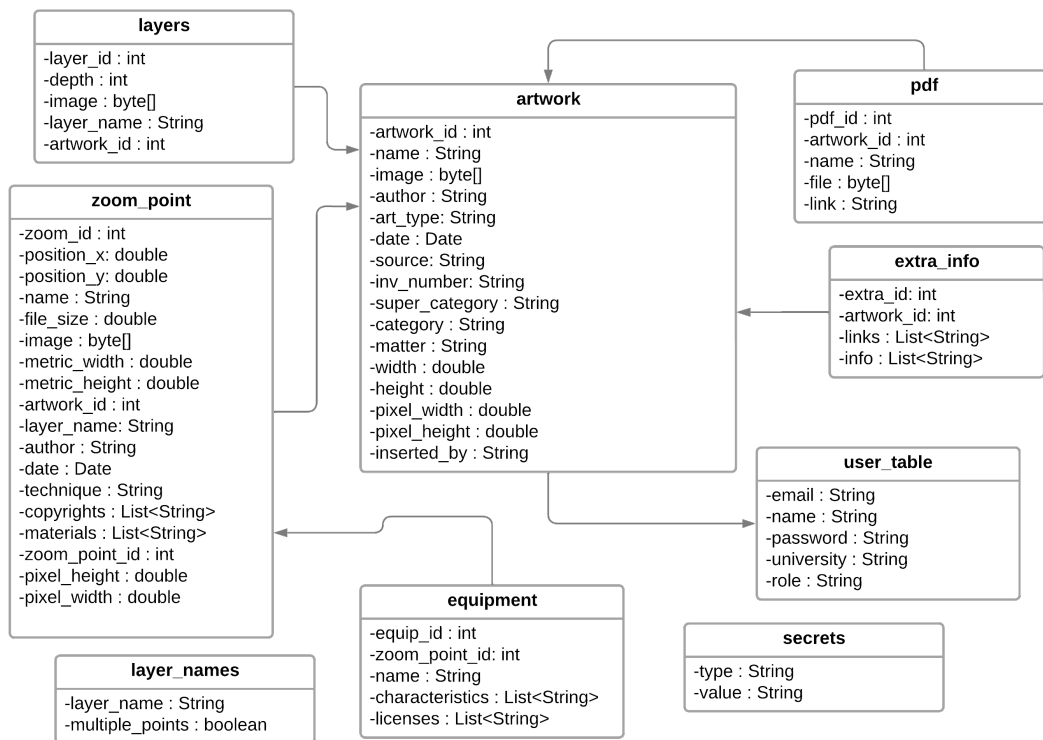 layers
-layer_id : int
-depth : int
-image : byte[]
-layer_name : String
-artwork_id : int
zoom_point
-zoom_id : int
-position_x: double
-position_y: double
-name : String
-file_size : double
-image : byte[]
-metric_width : double
-metric_height : double
-artwork_id : int
-layer_name: String
-author : String
-date : Date
-technique : String
-copyrights : List<String>
-materials : List<String>
-zoom_point_id : int
-pixel_height : double
-pixel_width : double
layer_names
-layer_name : String
-multiple_points : boolean
artwork
-artwork_id : int
-name : String
-image : byte[]
-author : String
-art_type: String
-date : Date
-source: String
-inv_number: String
-super_category : String
-category : String
-matter : String
-width : double
-height : double
-pixel_width : double
-pixel_height : double
-inserted_by : String
equipment
-equip_id : int
-zoom_point_id: int
-name : String
-characteristics : List<String>
-licenses : List<String>
pdf
-pdf_id : int
-artwork_id : int
-name : String
-file : byte[]
-link : String
extra_info
-extra_id: int
-artwork_id: int
-links : List<String>
-info : List<String>
user_table
-email : String
-name : String
-password : String
-university : String
-role : String
secrets
-type : String
-value : String